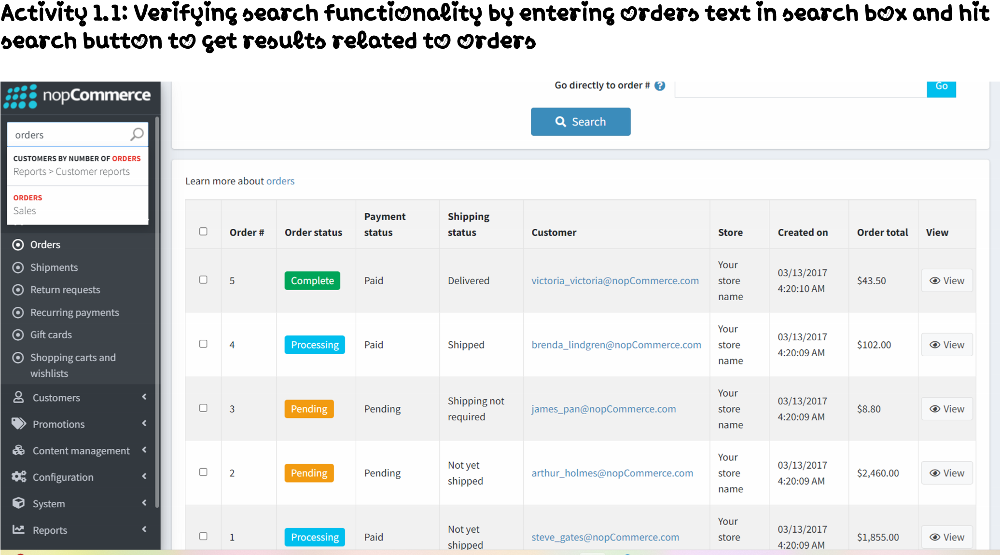 Activity 1.1: Verifying search functionality by entering orders text in search box and hit
search button to get results related to orders
nopCommerce
orders
CUSTOMERS BY NUMBER OF ORDERS
Reports > Customer reports
ORDERS
Sales
Orders
Shipments
Return requests
Recurring payments
Gift cards
Shopping carts and
wishlists
Customers
Promotions
Content management
Configuration
System
Reports
Go directly to order # ? Go
Search
Learn more about orders
Order # Order status Payment status Shipping status Customer Store Created on Order total View
5 Complete Paid Delivered victoria_victoria@nopCommerce.com Your store name 03/13/2017 4:20:10 AM $43.50 View
4 Processing Paid Shipped brenda_lindgren@nopCommerce.com Your store name 03/13/2017 4:20:09 AM $102.00 View
3 Pending Pending Shipping not required james_pan@nopCommerce.com Your store name 03/13/2017 4:20:09 AM $8.80 View
2 Pending Pending Not yet shipped arthur_holmes@nopCommerce.com Your store name 03/13/2017 4:20:09 AM $2,460.00 View
1 Processing Paid Not yet shipped steve_gates@nopCommerce.com Your store 03/13/2017 4:20:09 AM $1,855.00 View